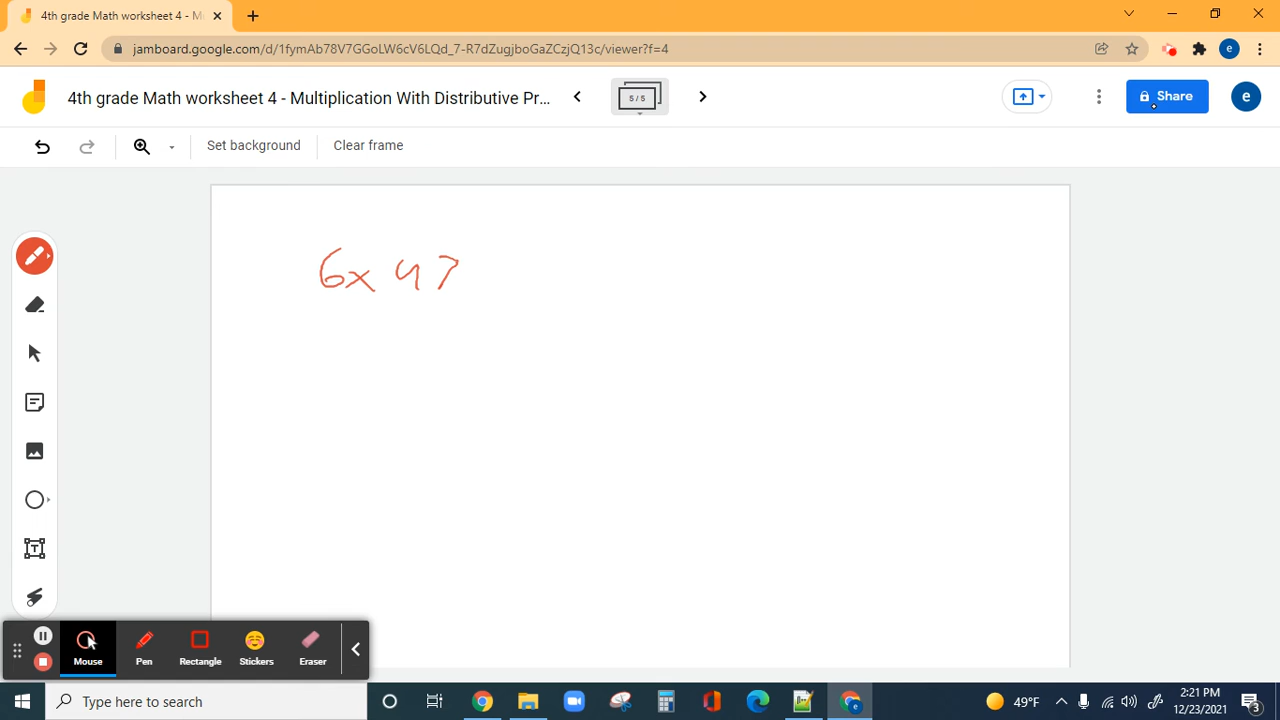 4th grade Math worksheet 4 - M
jamboard.google.com/d/1fymAb78V7GGoLW6cV6LQd_7-R7dZugjboGaZCzjQ13c/viewer?f=4
e
4th grade Math worksheet 4 - Multiplication With Distributive Pr...
5 / 5
Share
e
Set background
Clear frame
6x 47
Mouse
Pen
Rectangle
Stickers
Eraser
Type here to search
49°F
2:21 PM
12/23/2021
3